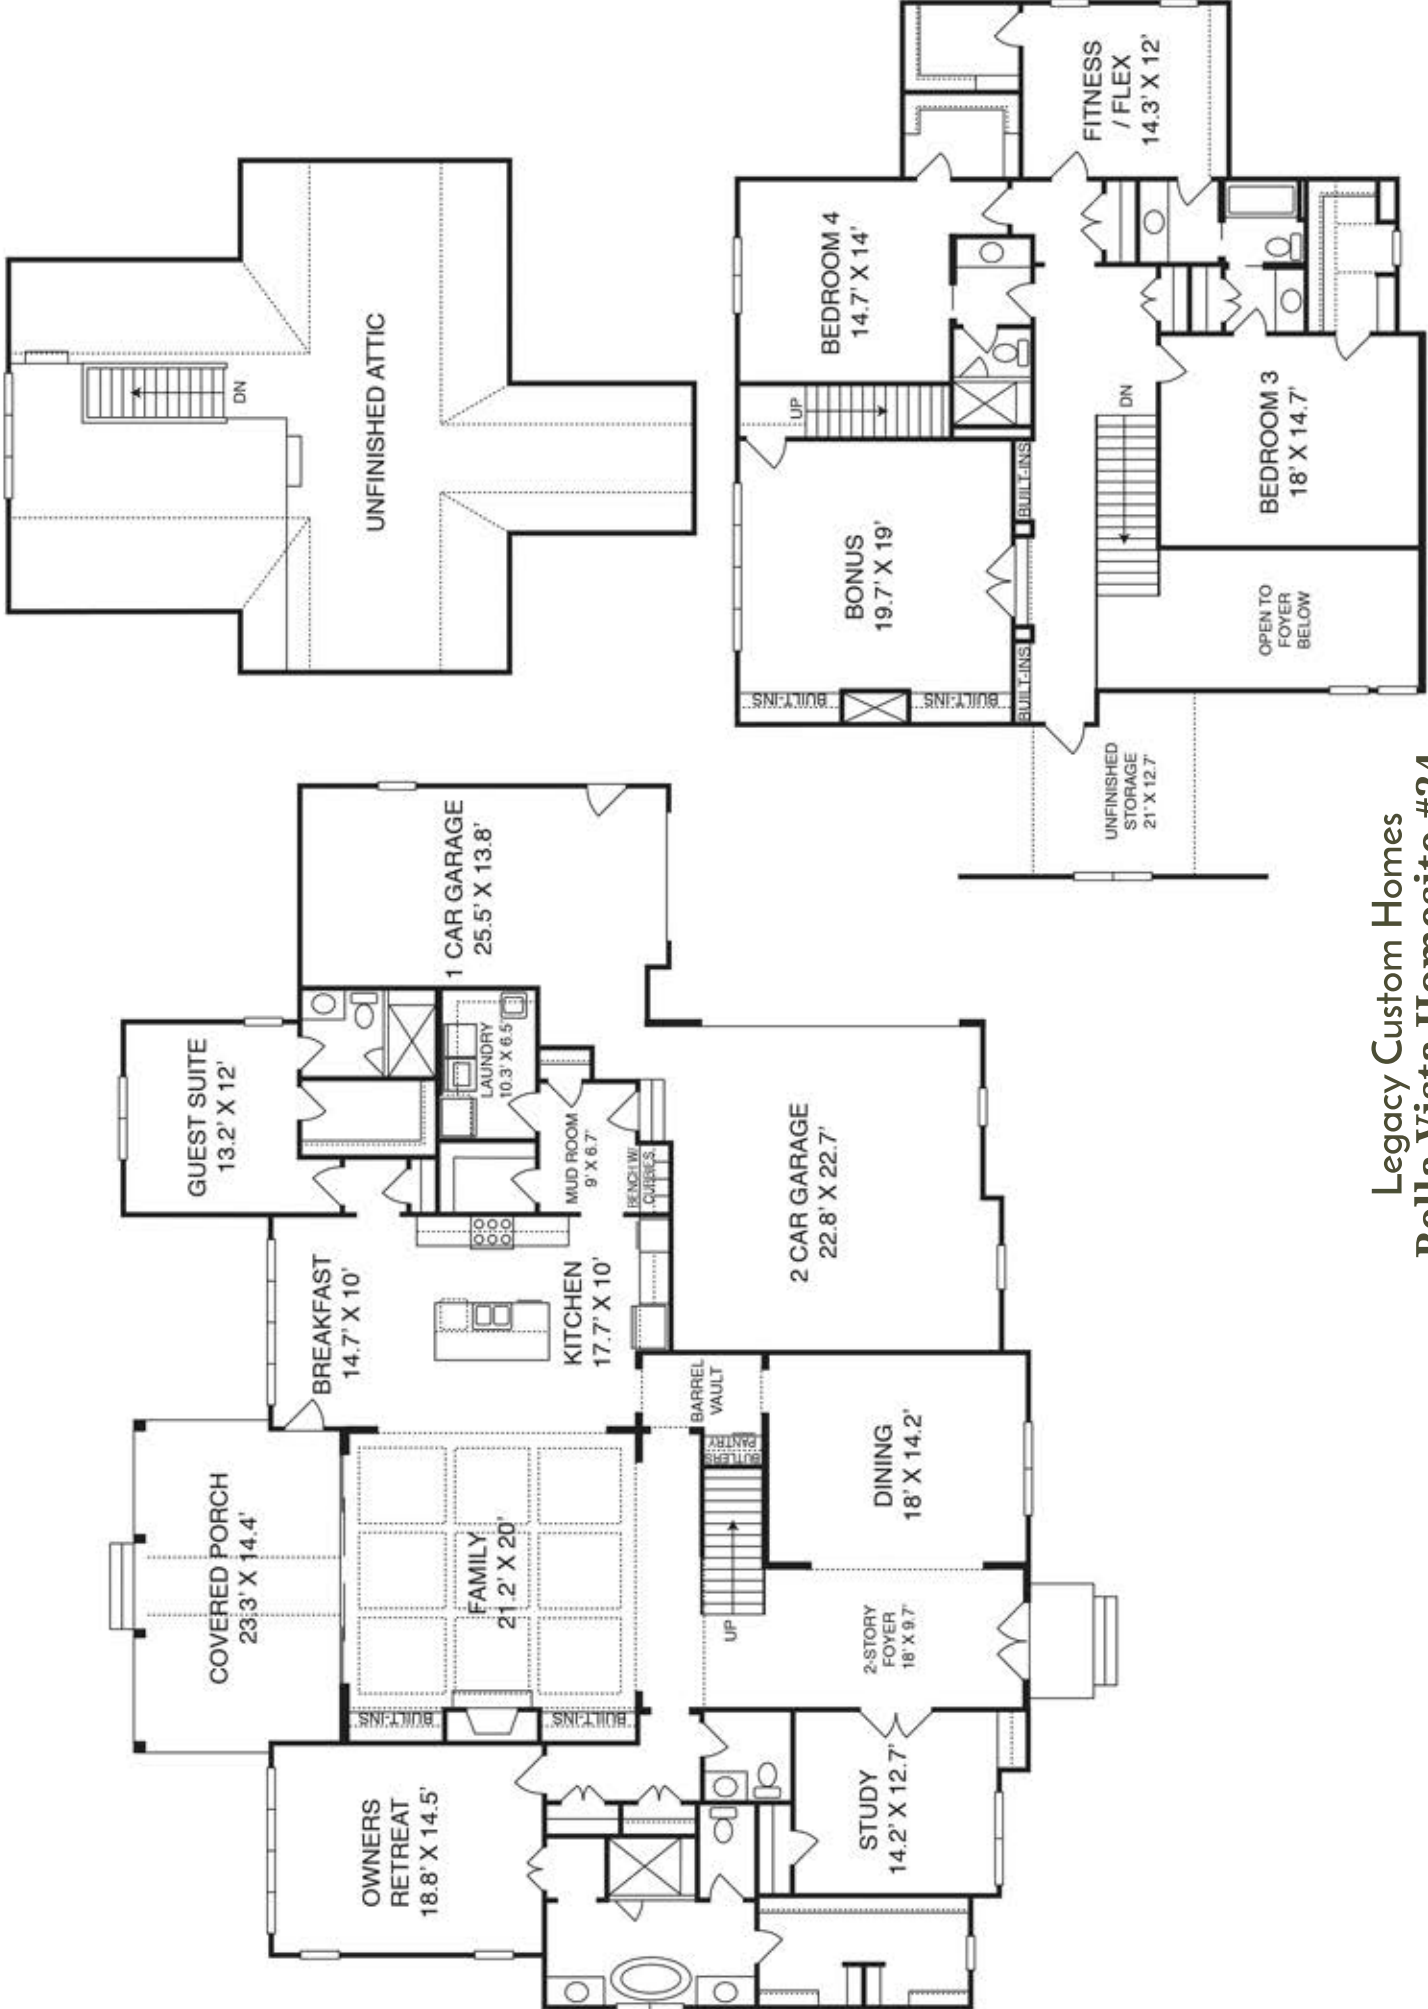 COVERED PORCH
23.3' X 14.4'
GUEST SUITE
13.2' X 12'
BREAKFAST
14.7' X 10'
OWNERS
RETREAT
18.8' X 14.5'
BUILT-INS
BUILT-INS
FAMILY
21.2' X 20'
KITCHEN
17.7' X 10'
LAUNDRY
10.3' X 6.5'
MUD ROOM
9' X 6.7'
BENCH W/
CUBBIES
1 CAR GARAGE
25.5' X 13.8'
BARREL
VAULT
BUTLERS
PANTRY
UP
2 CAR GARAGE
22.8' X 22.7'
STUDY
14.2' X 12.7'
2-STORY
FOYER
18' X 9.7'
DINING
18' X 14.2'
UNFINISHED ATTIC
DN
BONUS
19.7' X 19'
BUILT-INS
BUILT-INS
BUILT-INS
BUILT-INS
UP
BEDROOM 4
14.7' X 14'
FITNESS
/ FLEX
14.3' X 12'
DN
UNFINISHED
STORAGE
21' X 12.7'
OPEN TO
FOYER
BELOW
BEDROOM 3
18' X 14.7'
Legacy Custom Homes
Bella Vista Homesite #24